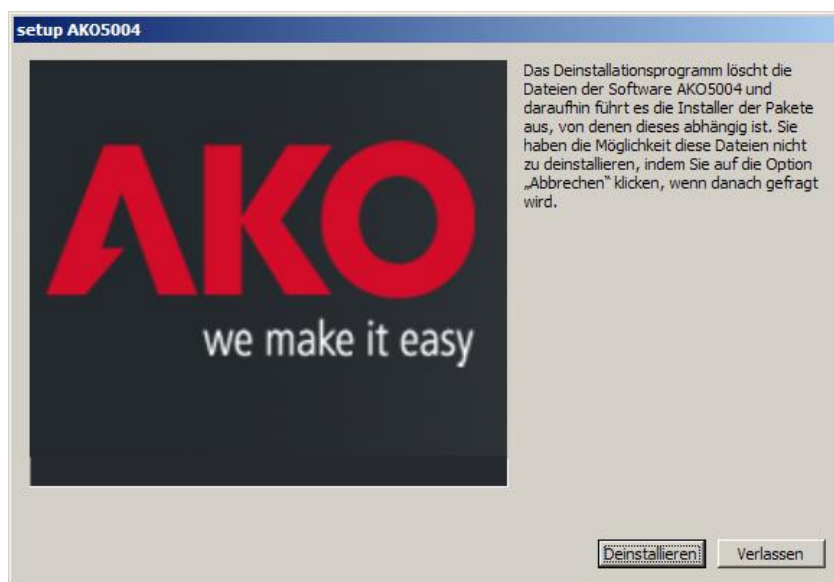 setup AKO5004
AKO
we make it easy
Das Deinstallationsprogramm löscht die
Dateien der Software AKO5004 und
daraufhin führt es die Installer der Pakete
aus, von denen dieses abhängig ist. Sie
haben die Möglichkeit diese Dateien nicht
zu deinstallieren, indem Sie auf die Option
„Abbrechen“ klicken, wenn danach gefragt
wird.
Deinstallieren
Verlassen